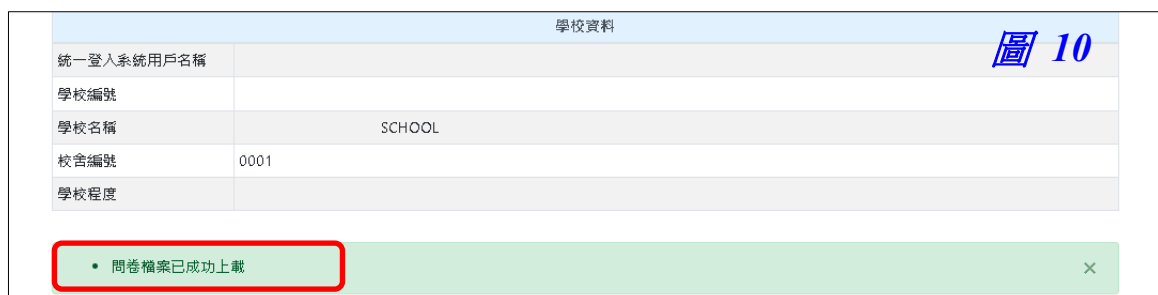 學校資料
圖 10
統一登入系統用戶名稱
學校編號
學校名稱 SCHOOL
校舍編號 0001
學校程度
• 問卷檔案已成功上載 ×